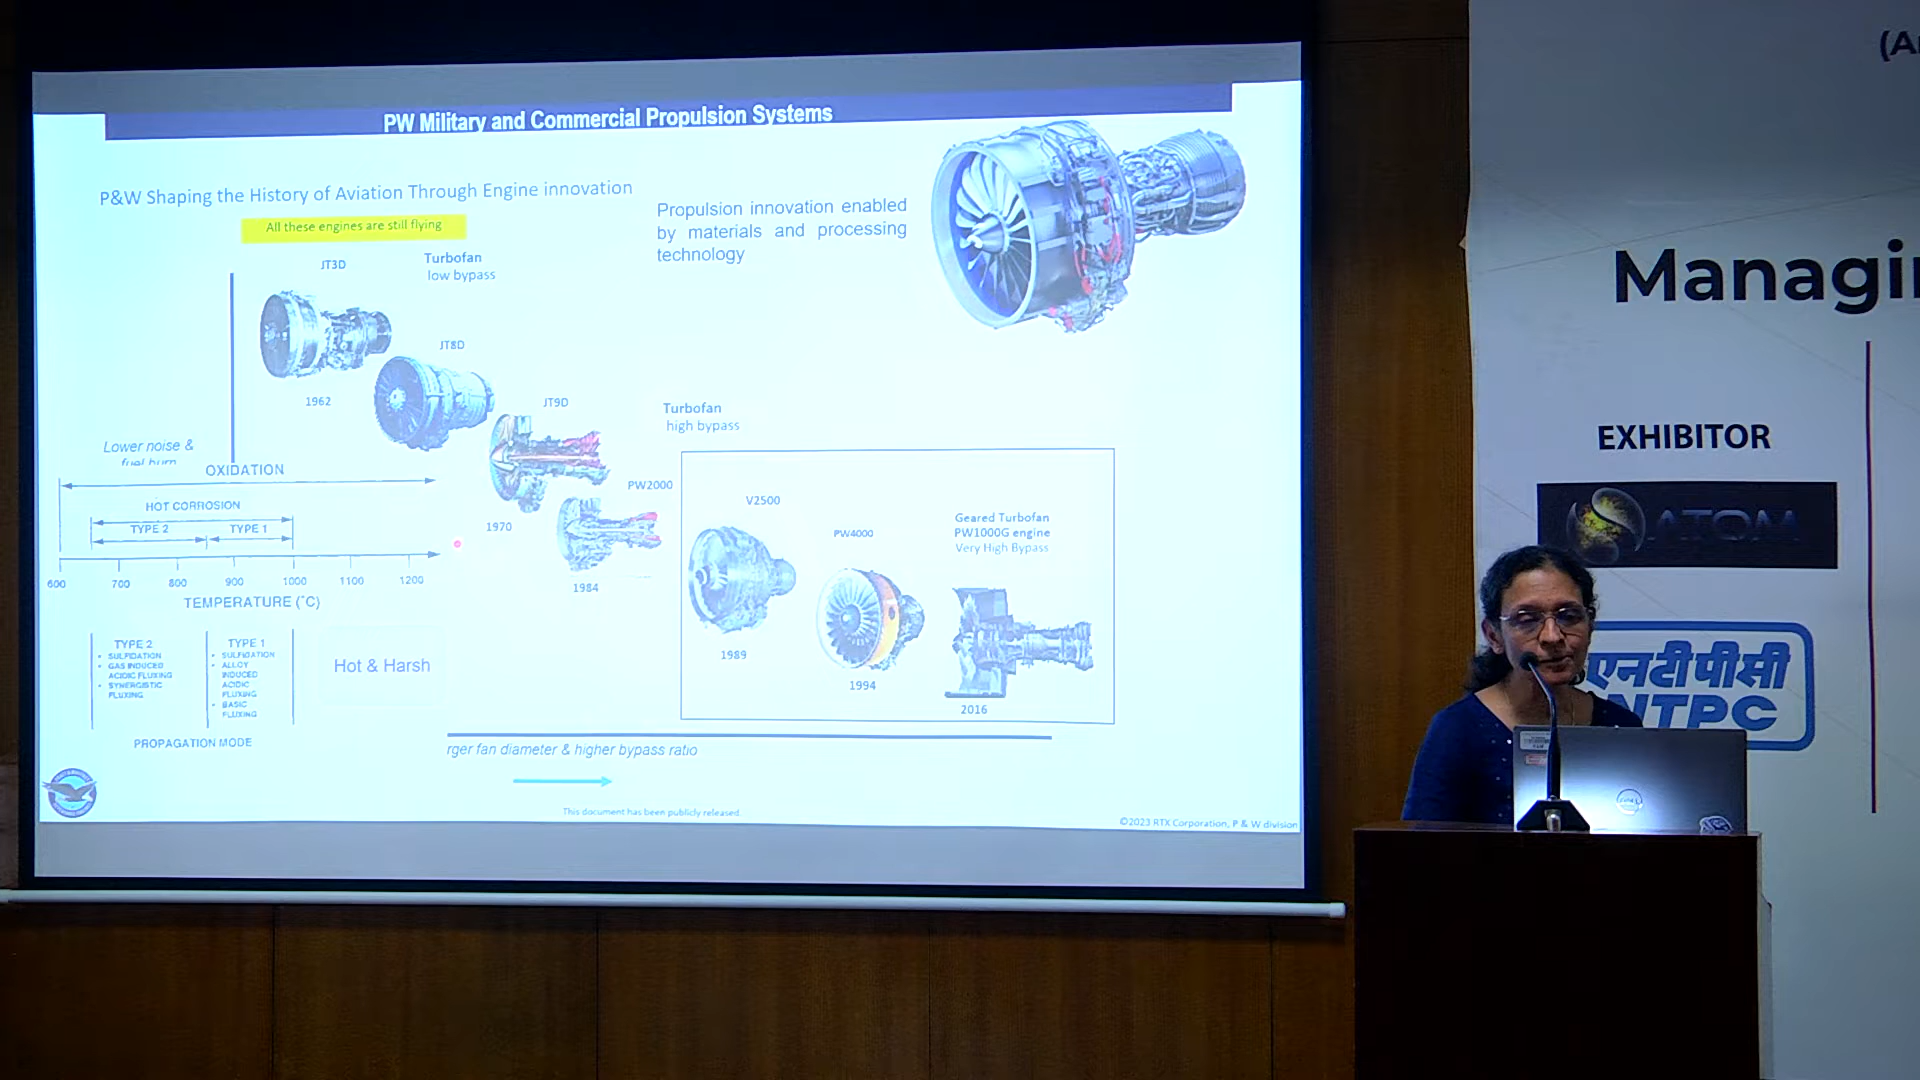 PW Military and Commercial Propulsion Systems
P&W Shaping the History of Aviation Through Engine innovation
All these engines are still flying
Propulsion innovation enabled
by materials and processing
technology
JT3D
Turbofan
low bypass
JT8D
1962
JT9D
Turbofan
high bypass
Lower noise &
fuel burn
OXIDATION
HOT CORROSION
TYPE 2
TYPE 1
1970
PW2000
1984
V2500
1989
PW4000
1994
Geared Turbofan
PW1000G engine
Very High Bypass
2016
600 700 800 900 1000 1100 1200
TEMPERATURE (°C)
TYPE 2
• SULFIDATION
• GAS INDUCED
ACIDIC FLUXING
• SYNERGISTIC
FLUXING
TYPE 1
• SULFIDATION
• ALLOY
INDUCED
ACIDIC
FLUXING
• BASIC
FLUXING
Hot & Harsh
PROPAGATION MODE
rger fan diameter & higher bypass ratio
This document has been publicly released.
©2023 RTX Corporation, P & W division
Managin
EXHIBITOR
ATOM
एनटीपीसी
NTPC
DELL